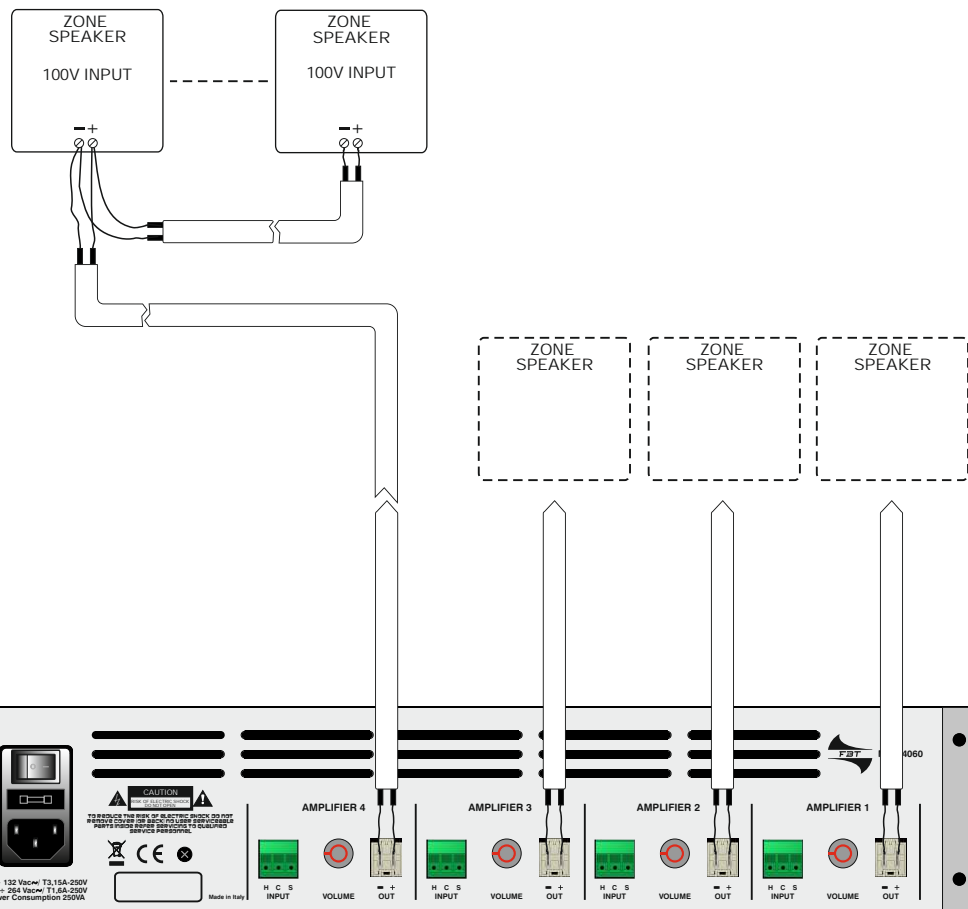 ZONE
SPEAKER
100V INPUT
− +
ZONE
SPEAKER
100V INPUT
− +
ZONE
SPEAKER
ZONE
SPEAKER
ZONE
SPEAKER
FBT
4060
CAUTION
RISK OF ELECTRIC SHOCK
DO NOT OPEN
TO REDUCE THE RISK OF ELECTRIC SHOCK DO NOT
REMOVE COVER (OR BACK) NO USER SERVICEABLE
PARTS INSIDE REFER SERVICING TO QUALIFIED
SERVICE PERSONNEL
CE
132 Vac~/ T3,15A-250V
÷ 264 Vac~/ T1,6A-250V
er Consumption 250VA
Made in Italy
AMPLIFIER 4
H C S
INPUT
VOLUME
− +
OUT
AMPLIFIER 3
H C S
INPUT
VOLUME
− +
OUT
AMPLIFIER 2
H C S
INPUT
VOLUME
− +
OUT
AMPLIFIER 1
H C S
INPUT
VOLUME
− +
OUT